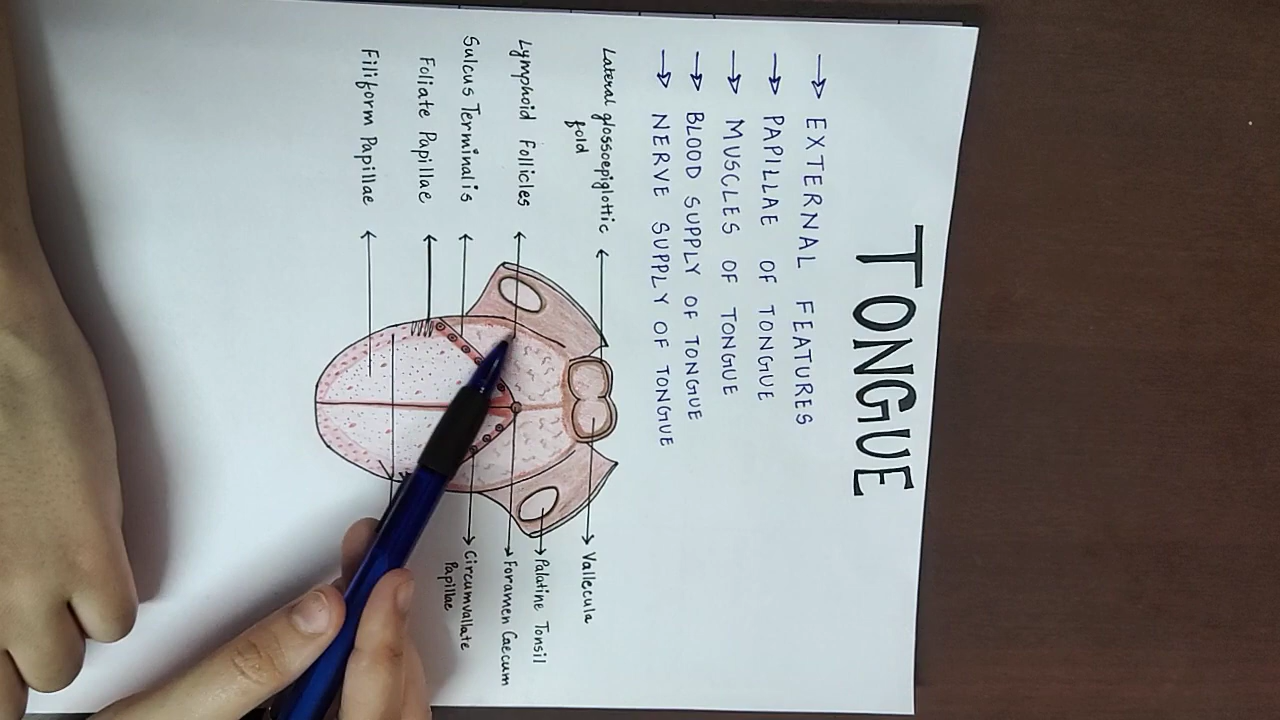 TONGUE
→ EXTERNAL FEATURES
→ PAPILLAE OF TONGUE
→ MUSCLES OF TONGUE
→ BLOOD SUPPLY OF TONGUE
→ NERVE SUPPLY OF TONGUE
Lateral glossoepiglottic
fold
Lymphoid Follicles
Sulcus Terminalis
Foliate Papillae
Filiform Papillae
Vallecula
Palatine Tonsil
Foramen Caecum
Circumvallate
Papillae